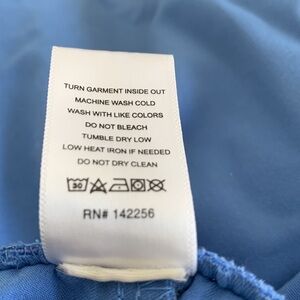 TURN GARMENT INSIDE OUT
MACHINE WASH COLD
WASH WITH LIKE COLORS
DO NOT BLEACH
TUMBLE DRY LOW
LOW HEAT IRON IF NEEDED
DO NOT DRY CLEAN
30
RN# 142256